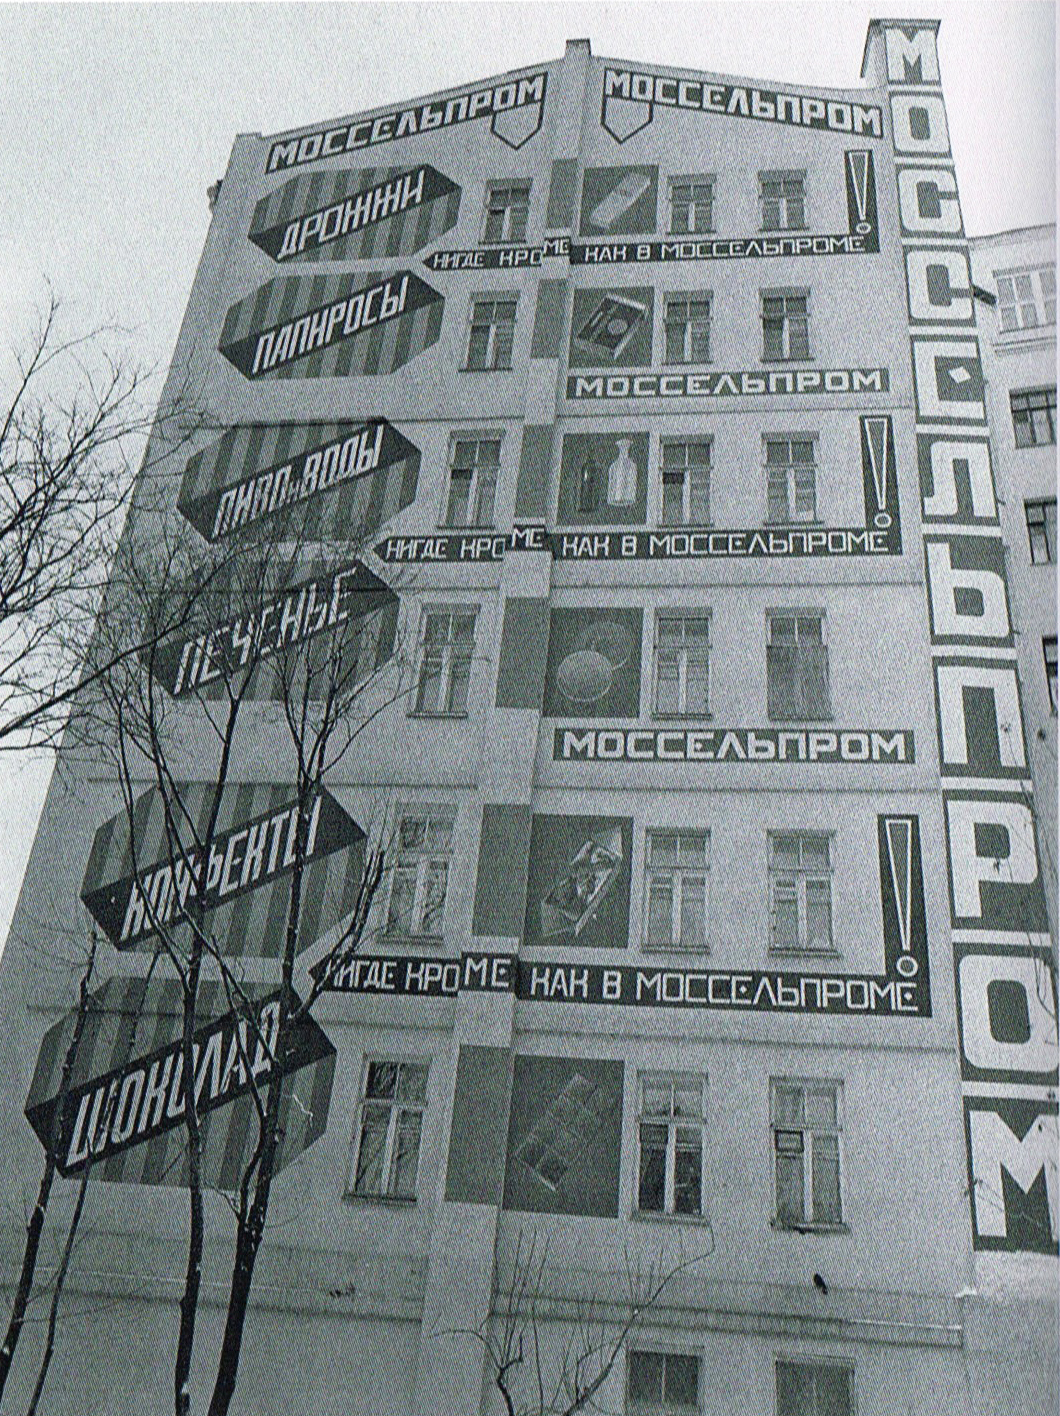 МОССЕЛЬПРОМ
МОССЕЛЬПРОМ
МОССЕЛЬПРОМ
ДРОЖЖИ
!
НИГДЕ КРОМЕ КАК В МОССЕЛЬПРОМЕ
ПАПИРОСЫ
МОССЕЛЬПРОМ
ПИВО И ВОДЫ
!
НИГДЕ КРОМЕ КАК В МОССЕЛЬПРОМЕ
ПЕЧЕНЬЕ
МОССЕЛЬПРОМ
КОНФЕКТЫ
!
НИГДЕ КРОМЕ КАК В МОССЕЛЬПРОМЕ
ШОКОЛАД